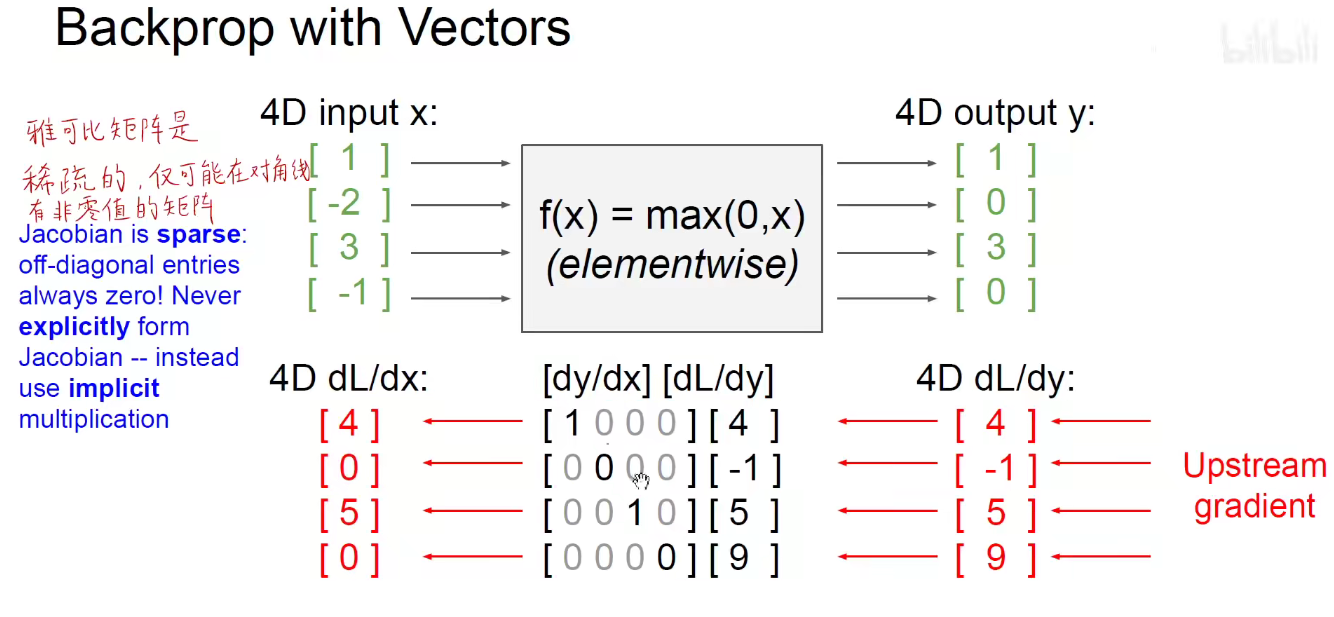 Backprop with Vectors
bilibili
4D input x:
4D output y:
雅可比矩阵是
稀疏的,仅可能在对角线
有非零值的矩阵
Jacobian is sparse:
off-diagonal entries
always zero! Never
explicitly form
Jacobian -- instead
use implicit
multiplication
[ 1 ]
[ -2 ]
[ 3 ]
[ -1 ]
f(x) = max(0,x)
(elementwise)
[ 1 ]
[ 0 ]
[ 3 ]
[ 0 ]
4D dL/dx:
[dy/dx] [dL/dy]
4D dL/dy:
[ 4 ]
[ 0 ]
[ 5 ]
[ 0 ]
[ 1 0 0 0 ] [ 4 ]
[ 0 0 0 0 ] [ -1 ]
[ 0 0 1 0 ] [ 5 ]
[ 0 0 0 0 ] [ 9 ]
[ 4 ]
[ -1 ]
[ 5 ]
[ 9 ]
Upstream
gradient